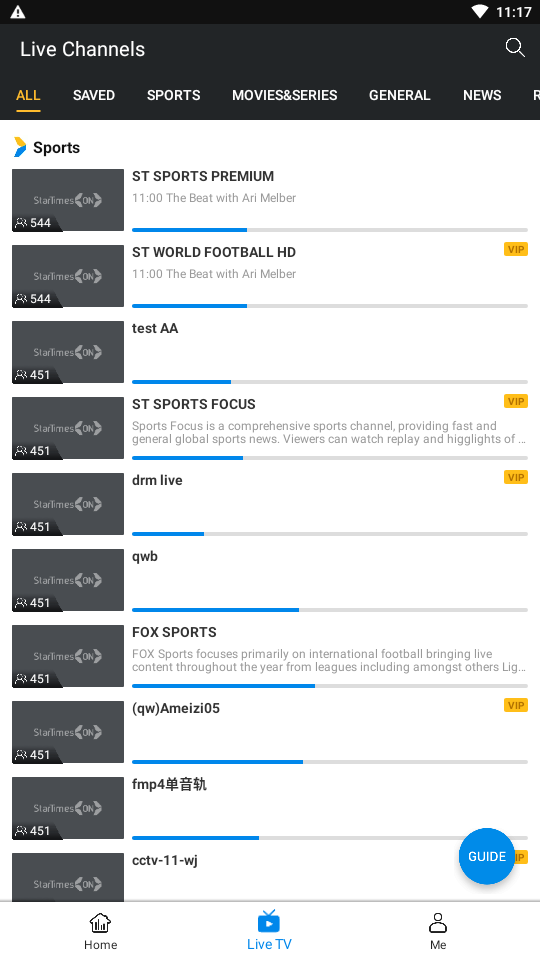 11:17
Live Channels
ALL SAVED SPORTS MOVIES&SERIES GENERAL NEWS
Sports
StarTimes ON
544
ST SPORTS PREMIUM
11:00 The Beat with Ari Melber
StarTimes ON
544
ST WORLD FOOTBALL HD
VIP
11:00 The Beat with Ari Melber
StarTimes ON
451
test AA
StarTimes ON
451
ST SPORTS FOCUS
VIP
Sports Focus is a comprehensive sports channel, providing fast and
general global sports news. Viewers can watch replay and higglights of ...
StarTimes ON
451
drm live
VIP
StarTimes ON
451
qwb
StarTimes ON
451
FOX SPORTS
FOX Sports focuses primarily on international football bringing live
content throughout the year from leagues including amongst others Lig...
StarTimes ON
451
(qw)Ameizi05
VIP
StarTimes ON
451
fmp4单音轨
StarTimes ON
cctv-11-wj
GUIDE
Home Live TV Me